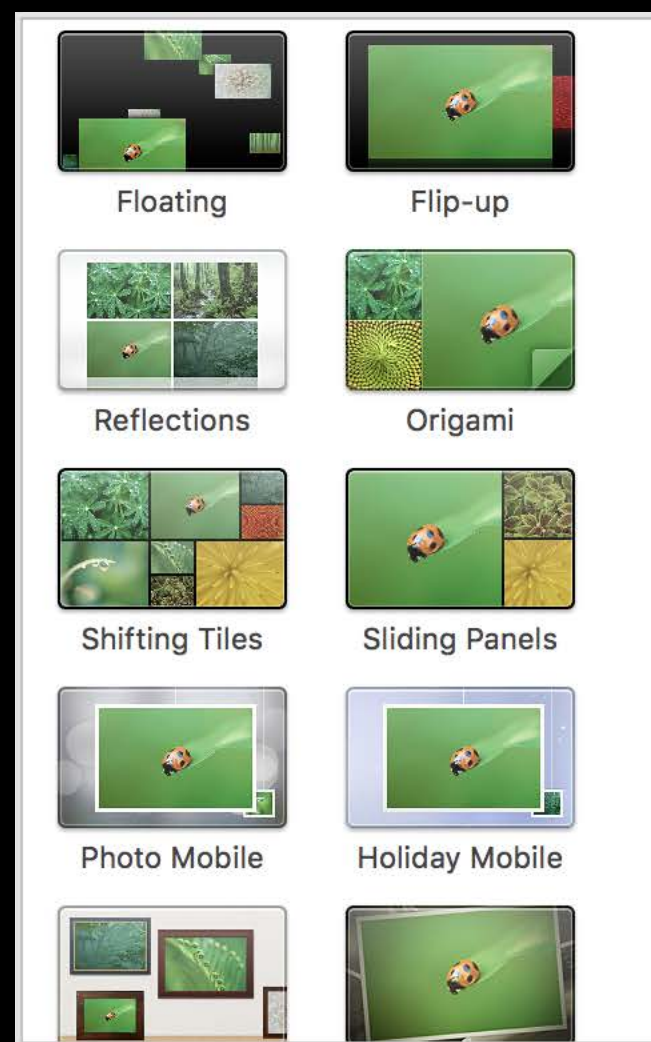 Floating
Flip-up
Reflections
Origami
Shifting Tiles
Sliding Panels
Photo Mobile
Holiday Mobile